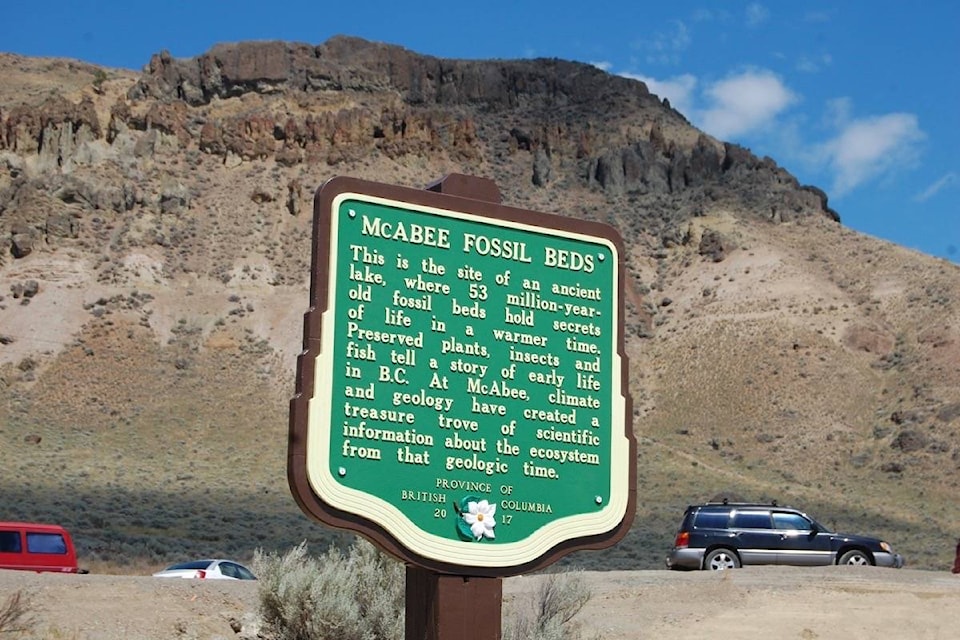 McABEE FOSSIL BEDS
This is the site of an ancient
lake, where 53 million-year-
old fossil beds hold secrets
of life in a warmer time.
Preserved plants, insects and
fish tell a story of early life
in B.C. At McAbee, climate
and geology have created a
treasure trove of scientific
information about the ecosystem
from that geologic time.
PROVINCE OF
BRITISH COLUMBIA
20 17